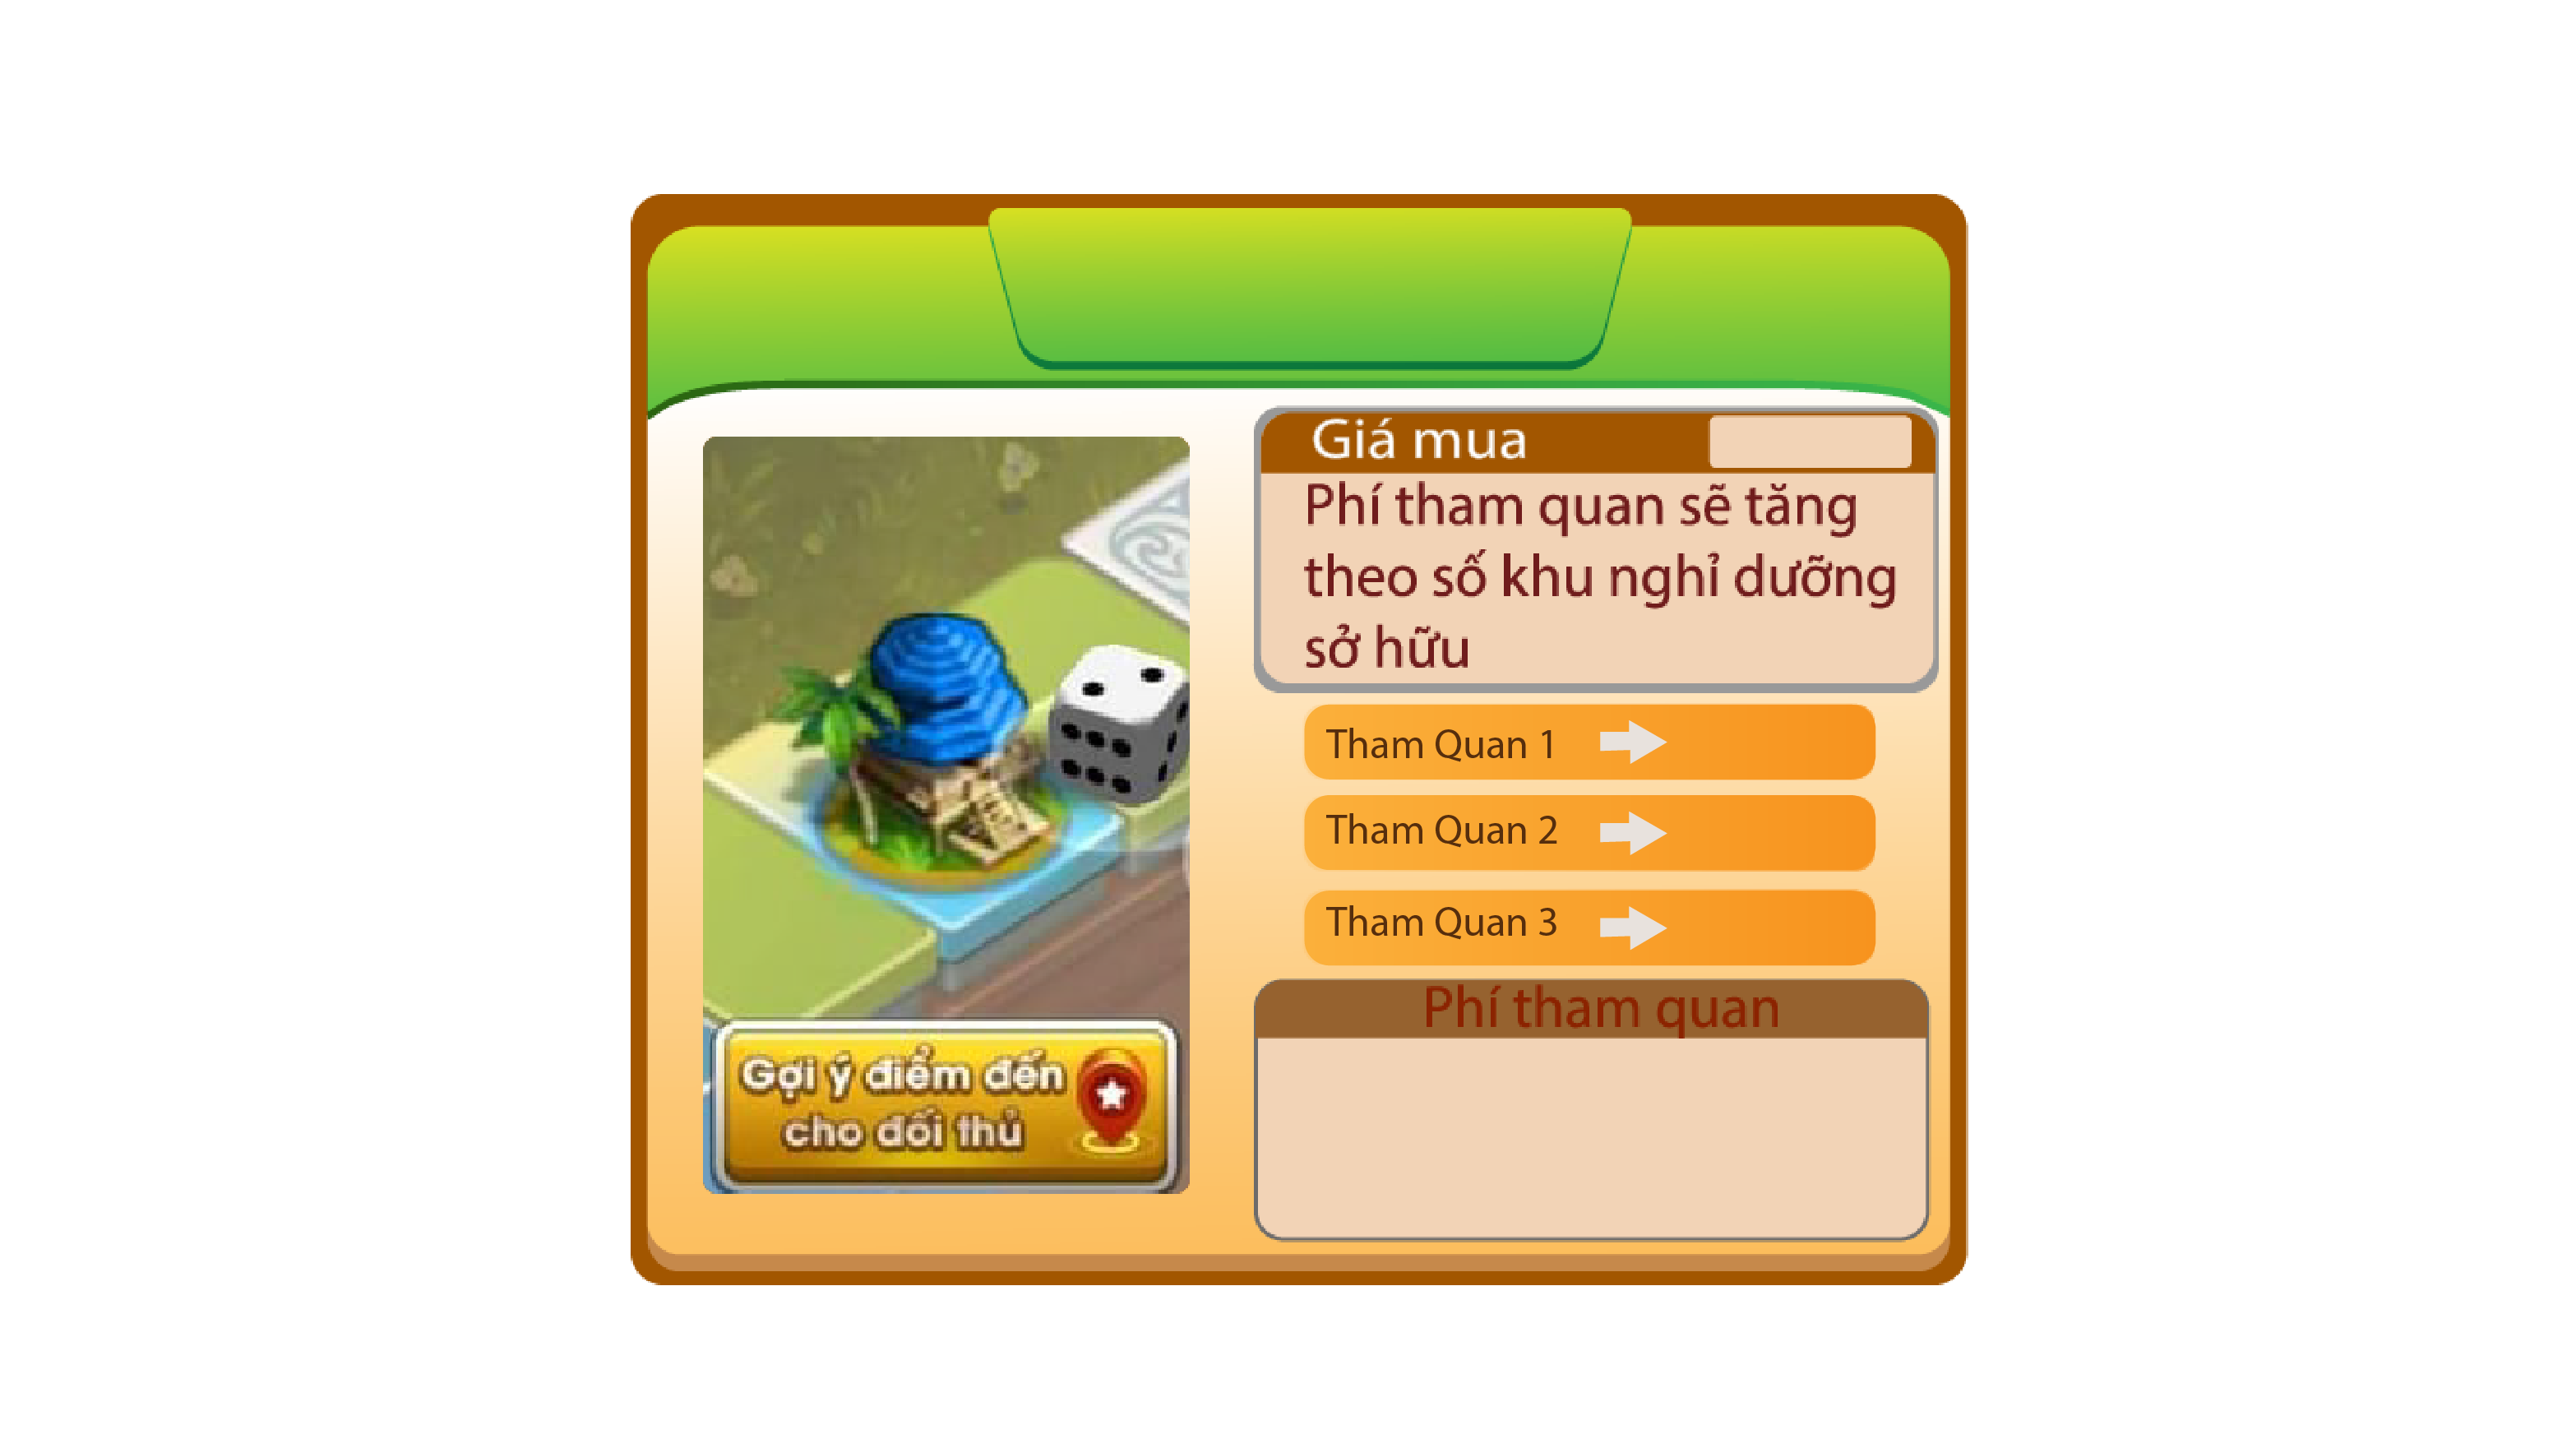 Giá mua
Phí tham quan sẽ tăng
theo số khu nghỉ dưỡng
sở hữu
Tham Quan 1
Tham Quan 2
Tham Quan 3
Phí tham quan
Gợi ý điểm đến
cho đối thủ